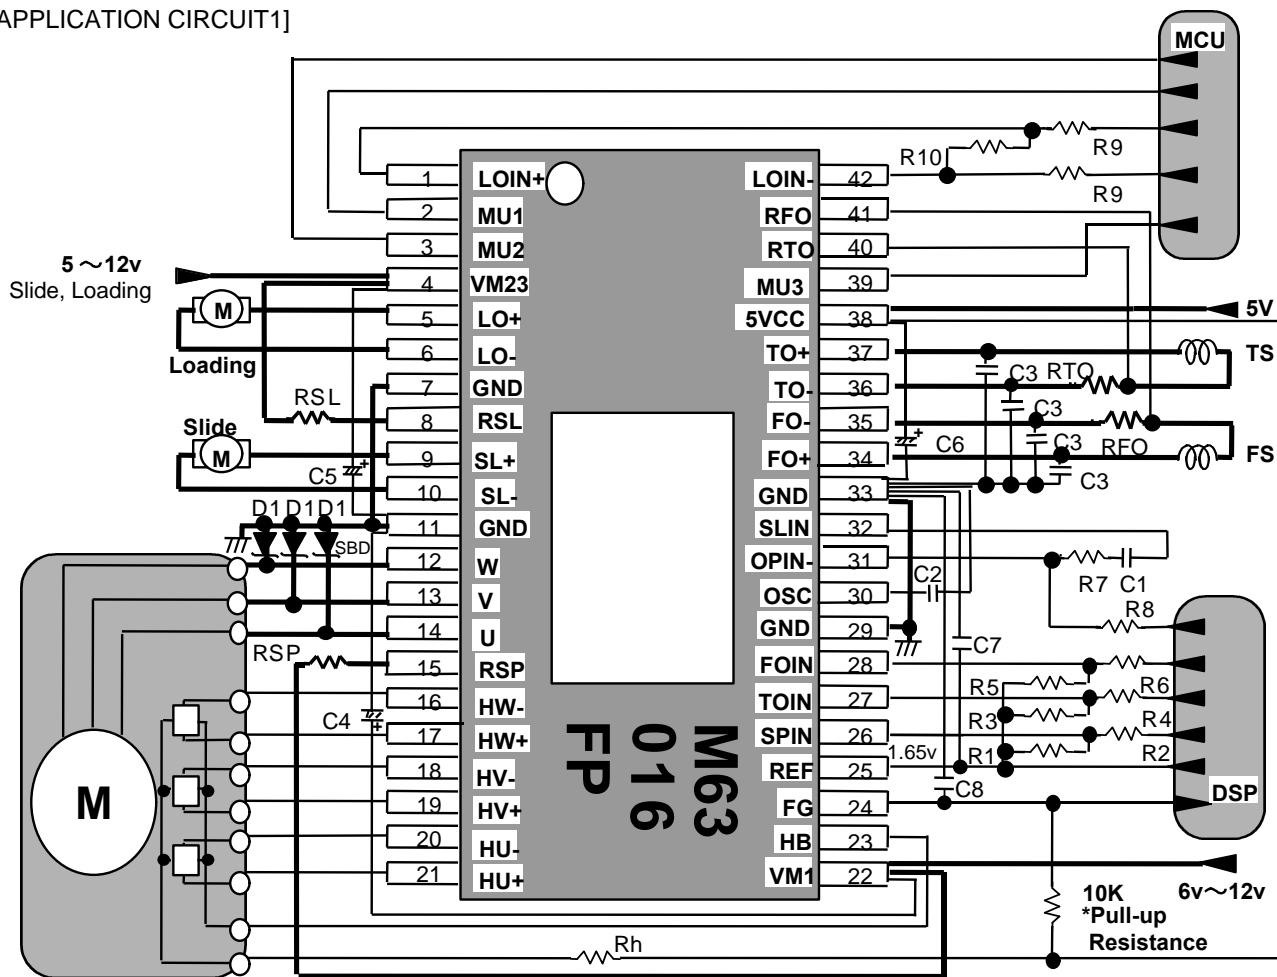 APPLICATION CIRCUIT1]
MCU
R10
R9
R9
1 LOIN+
2 MU1
3 MU2
4 VM23
5 LO+
6 LO-
7 GND
8 RSL
9 SL+
10 SL-
11 GND
12 W
13 V
14 U
15 RSP
16 HW-
17 HW+
18 HV-
19 HV+
20 HU-
21 HU+
LOIN- 42
RFO 41
RTO 40
MU3 39
5VCC 38
TO+ 37
TO- 36
FO- 35
FO+ 34
GND 33
SLIN 32
OPIN- 31
OSC 30
GND 29
FOIN 28
TOIN 27
SPIN 26
REF 25
FG 24
HB 23
VM1 22
M63
016
FP
5 ~12v
Slide, Loading
M
Loading
RSL
Slide
M
C5
+
D1 D1 D1
SBD
RSP
C4
+
M
Rh
5V
TS
C3
RTO
C3
C3
RFO
C3
FS
C6
+
C2
R7
C1
R8
C7
R5
R6
R3
R4
R1
R2
1.65v
C8
DSP
6v~12v
10K
*Pull-up
Resistance